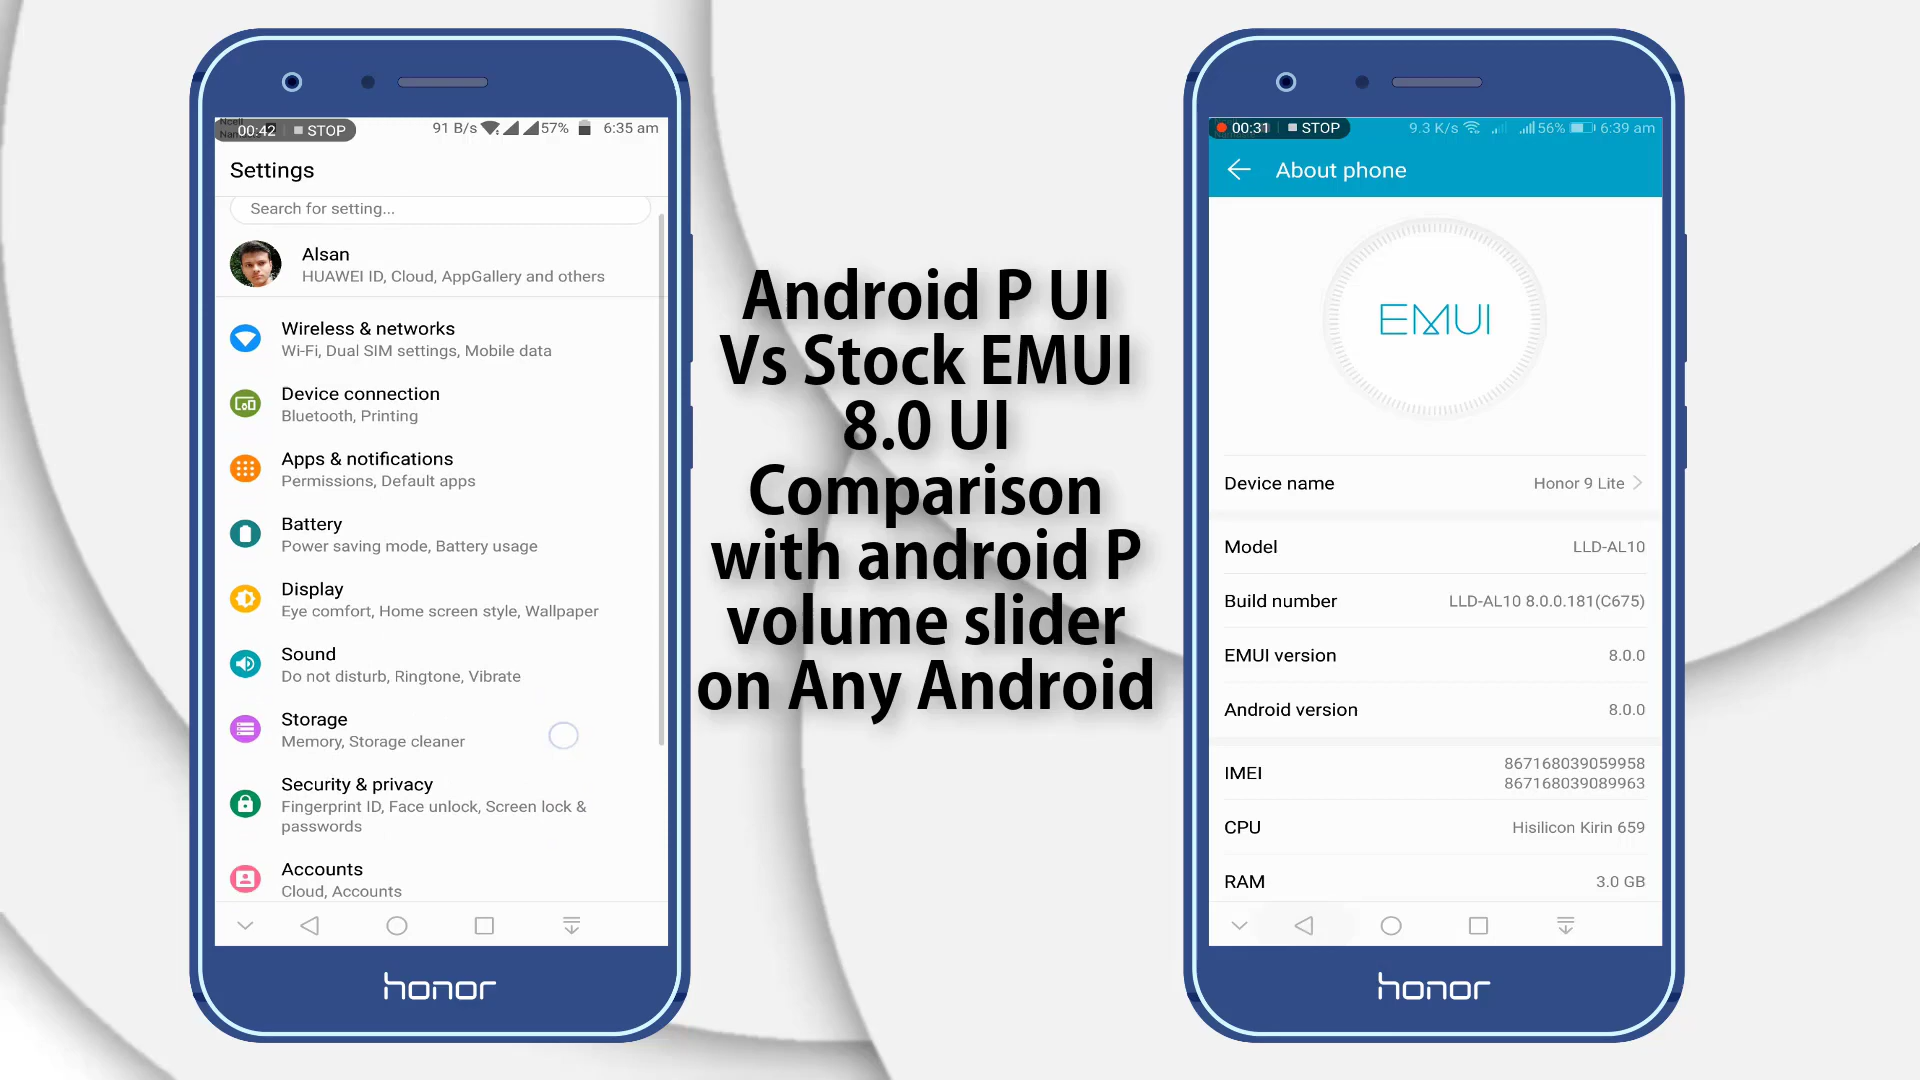 00:42 STOP
91 B/s 57% 6:35 am
Settings
Search for setting...
Alsan
HUAWEI ID, Cloud, AppGallery and others
Wireless & networks
Wi-Fi, Dual SIM settings, Mobile data
Device connection
Bluetooth, Printing
Apps & notifications
Permissions, Default apps
Battery
Power saving mode, Battery usage
Display
Eye comfort, Home screen style, Wallpaper
Sound
Do not disturb, Ringtone, Vibrate
Storage
Memory, Storage cleaner
Security & privacy
Fingerprint ID, Face unlock, Screen lock &
passwords
Accounts
Cloud, Accounts
honor
Android P UI
Vs Stock EMUI
8.0 UI
Comparison
with android P
volume slider
on Any Android
00:31 STOP
9.3 K/s 56% 6:39 am
About phone
EMUI
Device name Honor 9 Lite
Model LLD-AL10
Build number LLD-AL10 8.0.0.181(C675)
EMUI version 8.0.0
Android version 8.0.0
IMEI 867168039059958
867168039089963
CPU Hisilicon Kirin 659
RAM 3.0 GB
honor